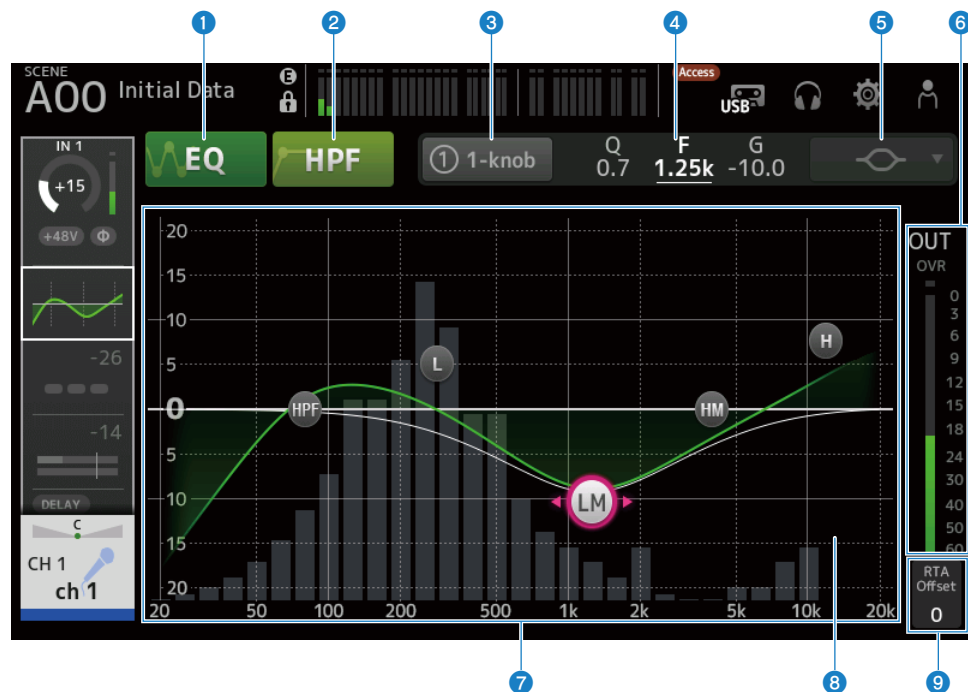 1 2 3 4 5 6
SCENE
A00 Initial Data
E
Access
USB
IN 1
+15
+48V Φ
EQ
HPF
1 1-knob
Q F G
0.7 1.25k -10.0
-26
-14
DELAY
C
CH 1
ch 1
20
15
10
5
0
5
10
15
20
HPF
L
LM
HM
H
20 50 100 200 500 1k 2k 5k 10k 20k
OUT
OVR
0
3
6
9
12
15
18
24
30
40
50
60
RTA
Offset
0
7 8 9